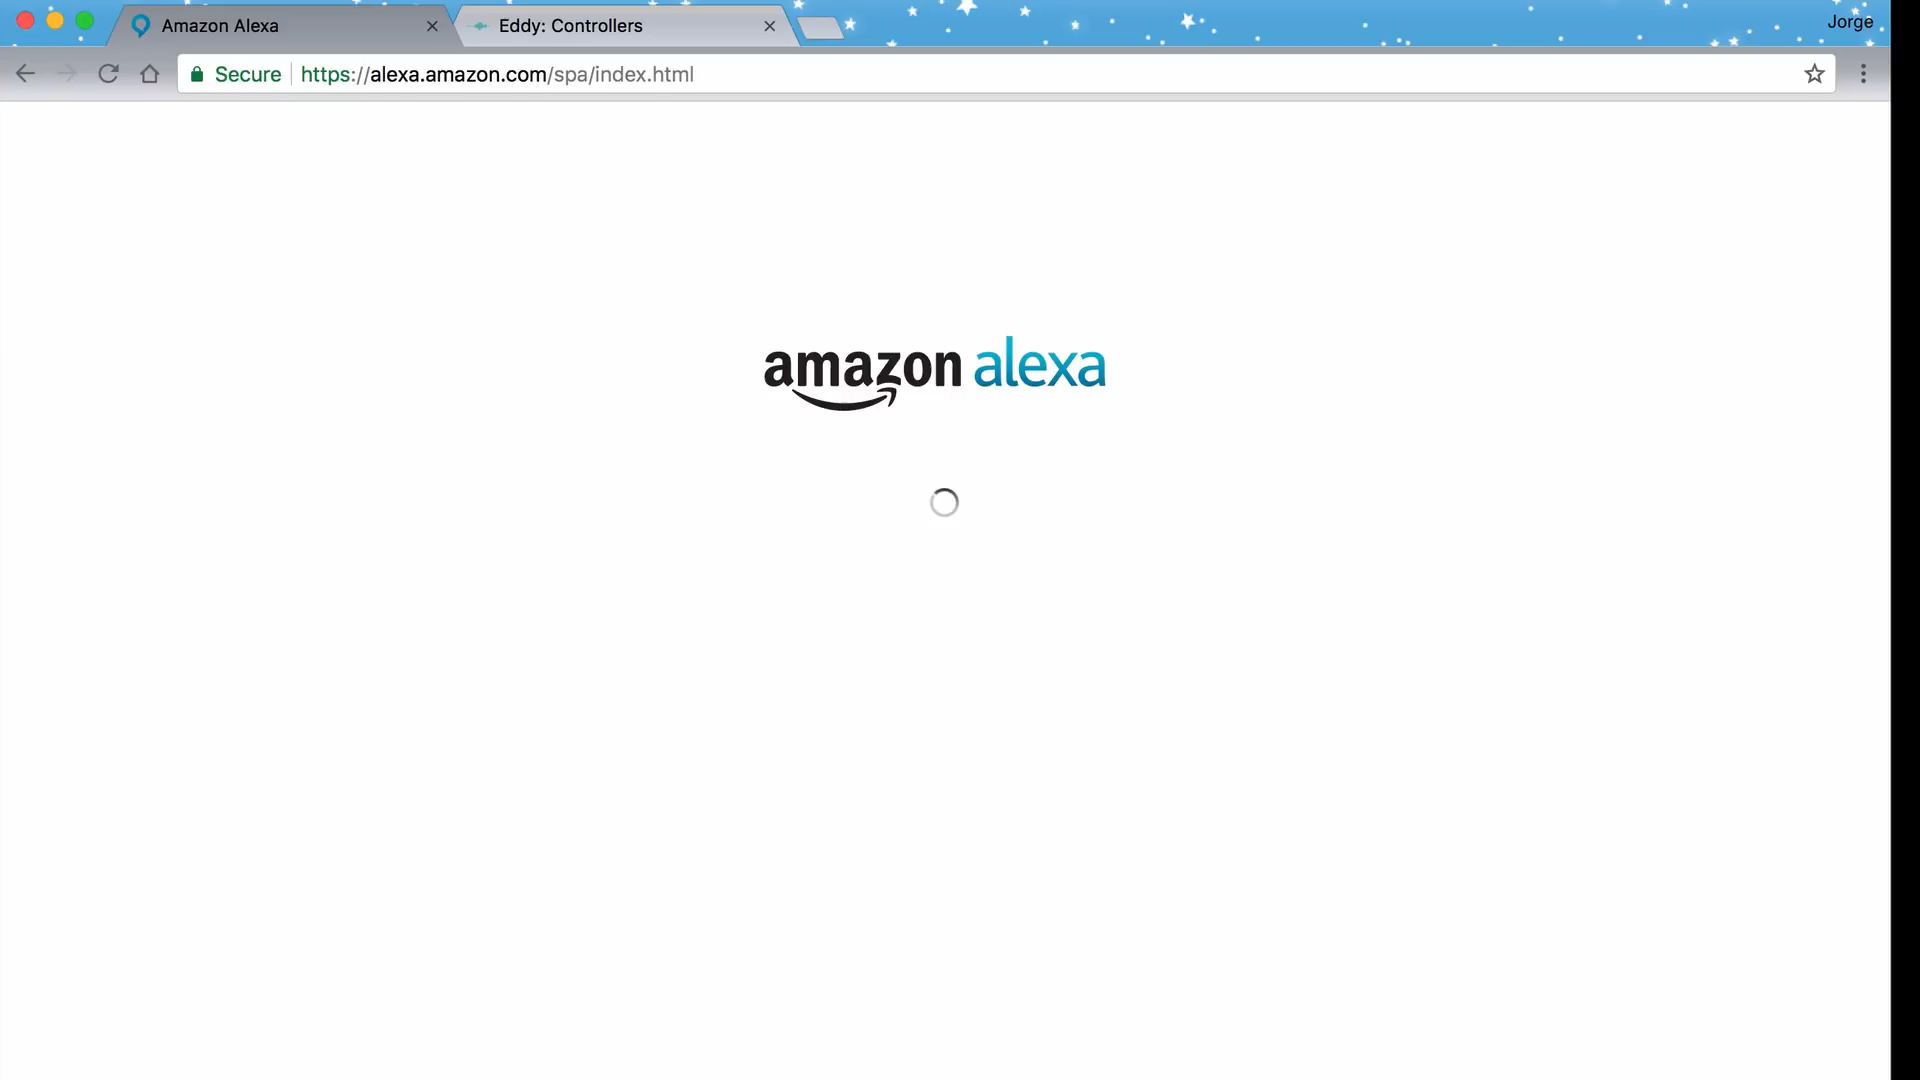 Amazon Alexa
Eddy: Controllers
Jorge
Secure
https://alexa.amazon.com/spa/index.html
amazon alexa